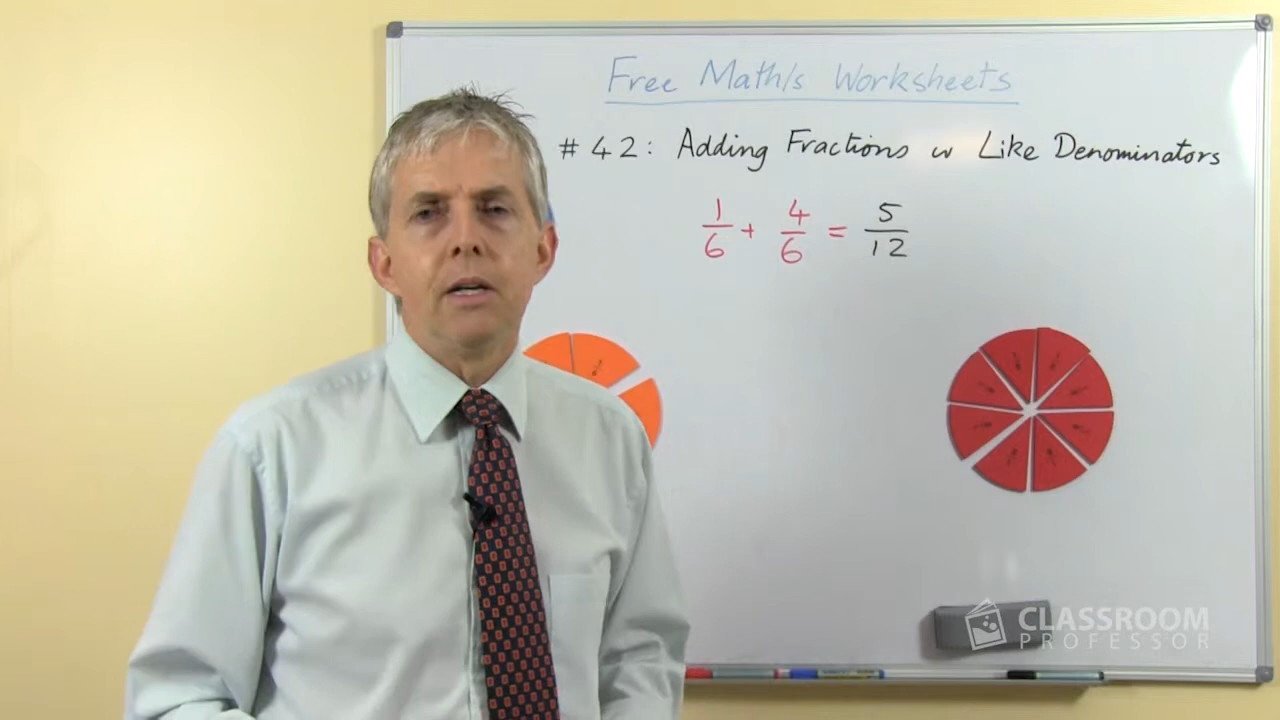 Free Math/s Worksheets
# 42: Adding Fractions w Like Denominators
1/6 + 4/6 = 5/12
CLASSROOM
PROFESSOR